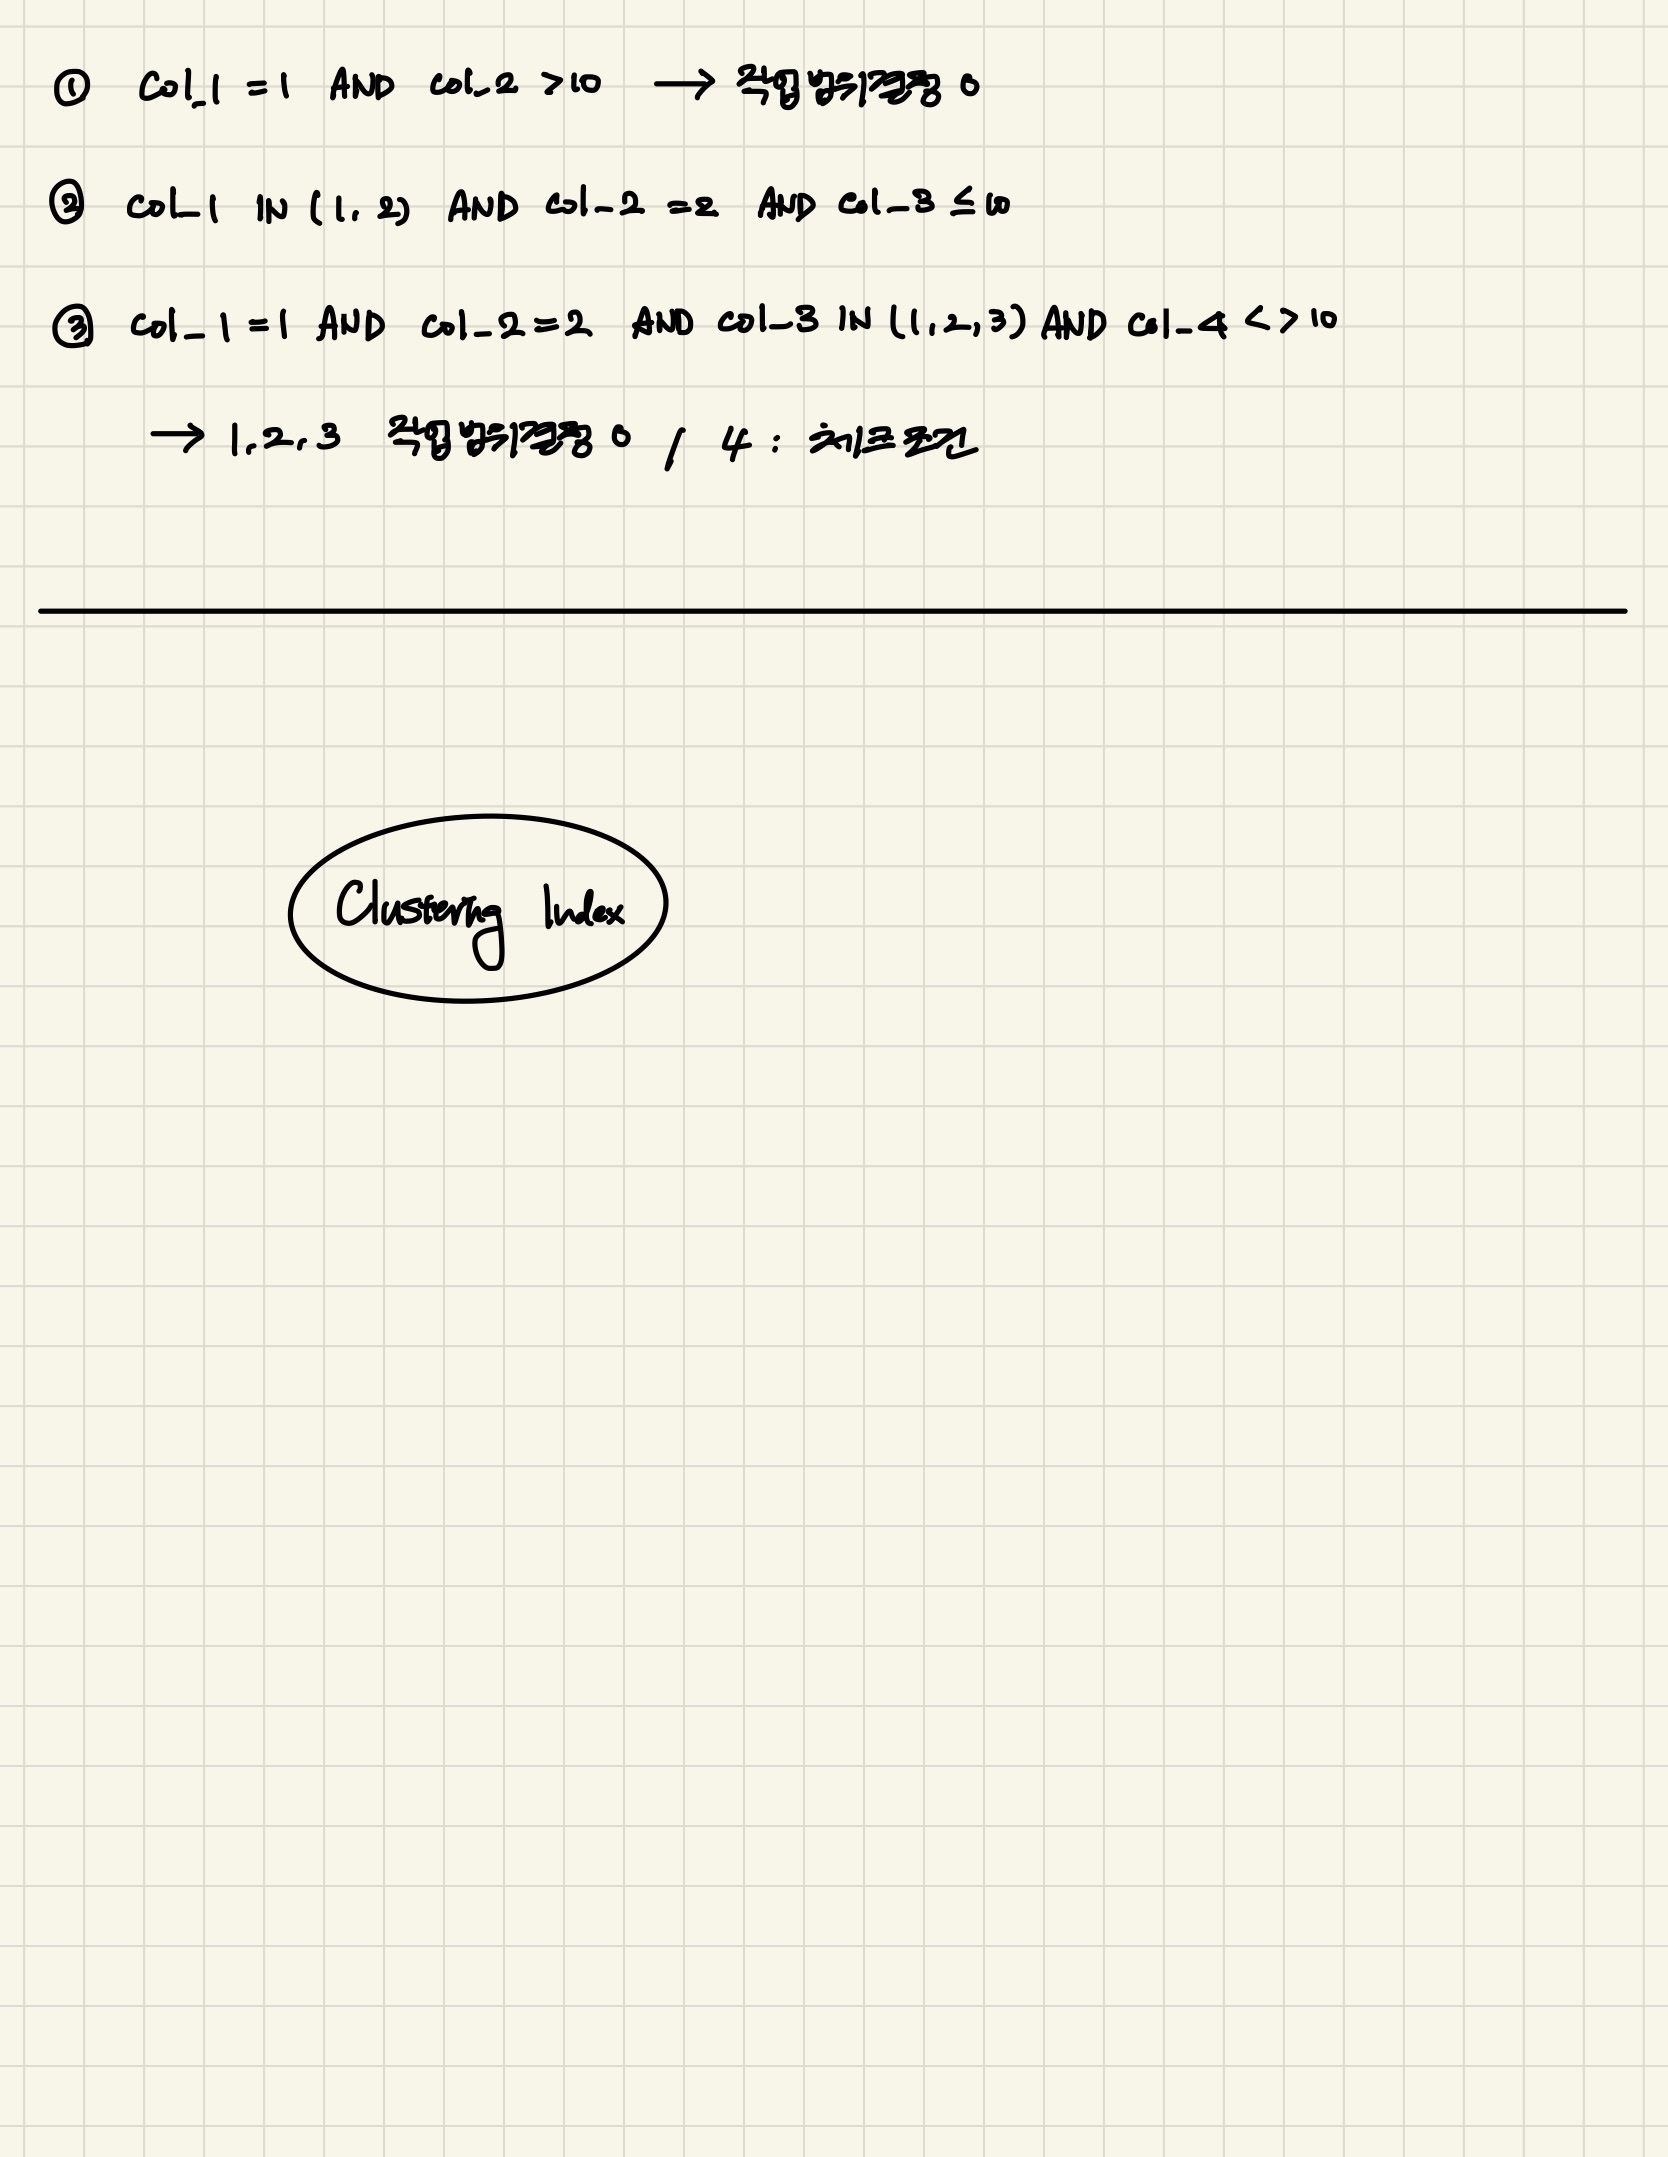 ① Col_1 = 1 AND Col_2 > 10 → 작업범위결정 O
② Col_1 IN (1, 2) AND Col_2 = 2 AND Col_3 ≤ 10
③ Col_1 = 1 AND Col_2 = 2 AND Col_3 IN (1, 2, 3) AND Col_4 < > 10
→ 1, 2, 3 작업범위결정 O / 4 : 체크조건
Clustering Index